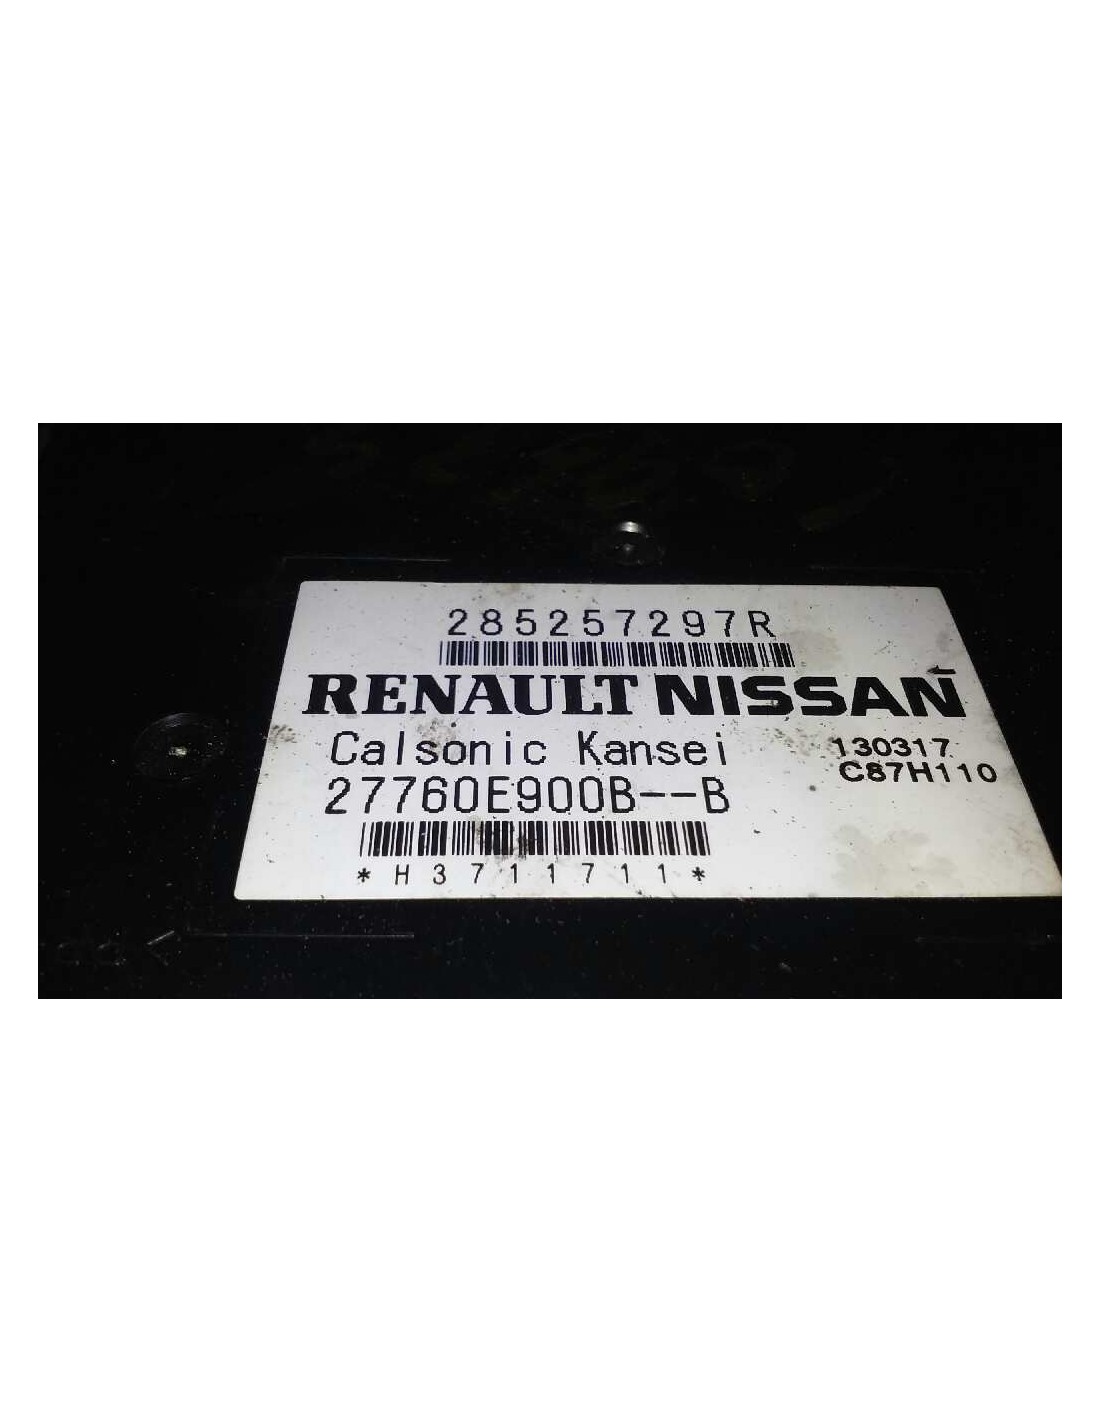 285257297R
RENAULT NISSAN
Calsonic Kansei
130317
C87H110
27760E900B--B
*H3711711*